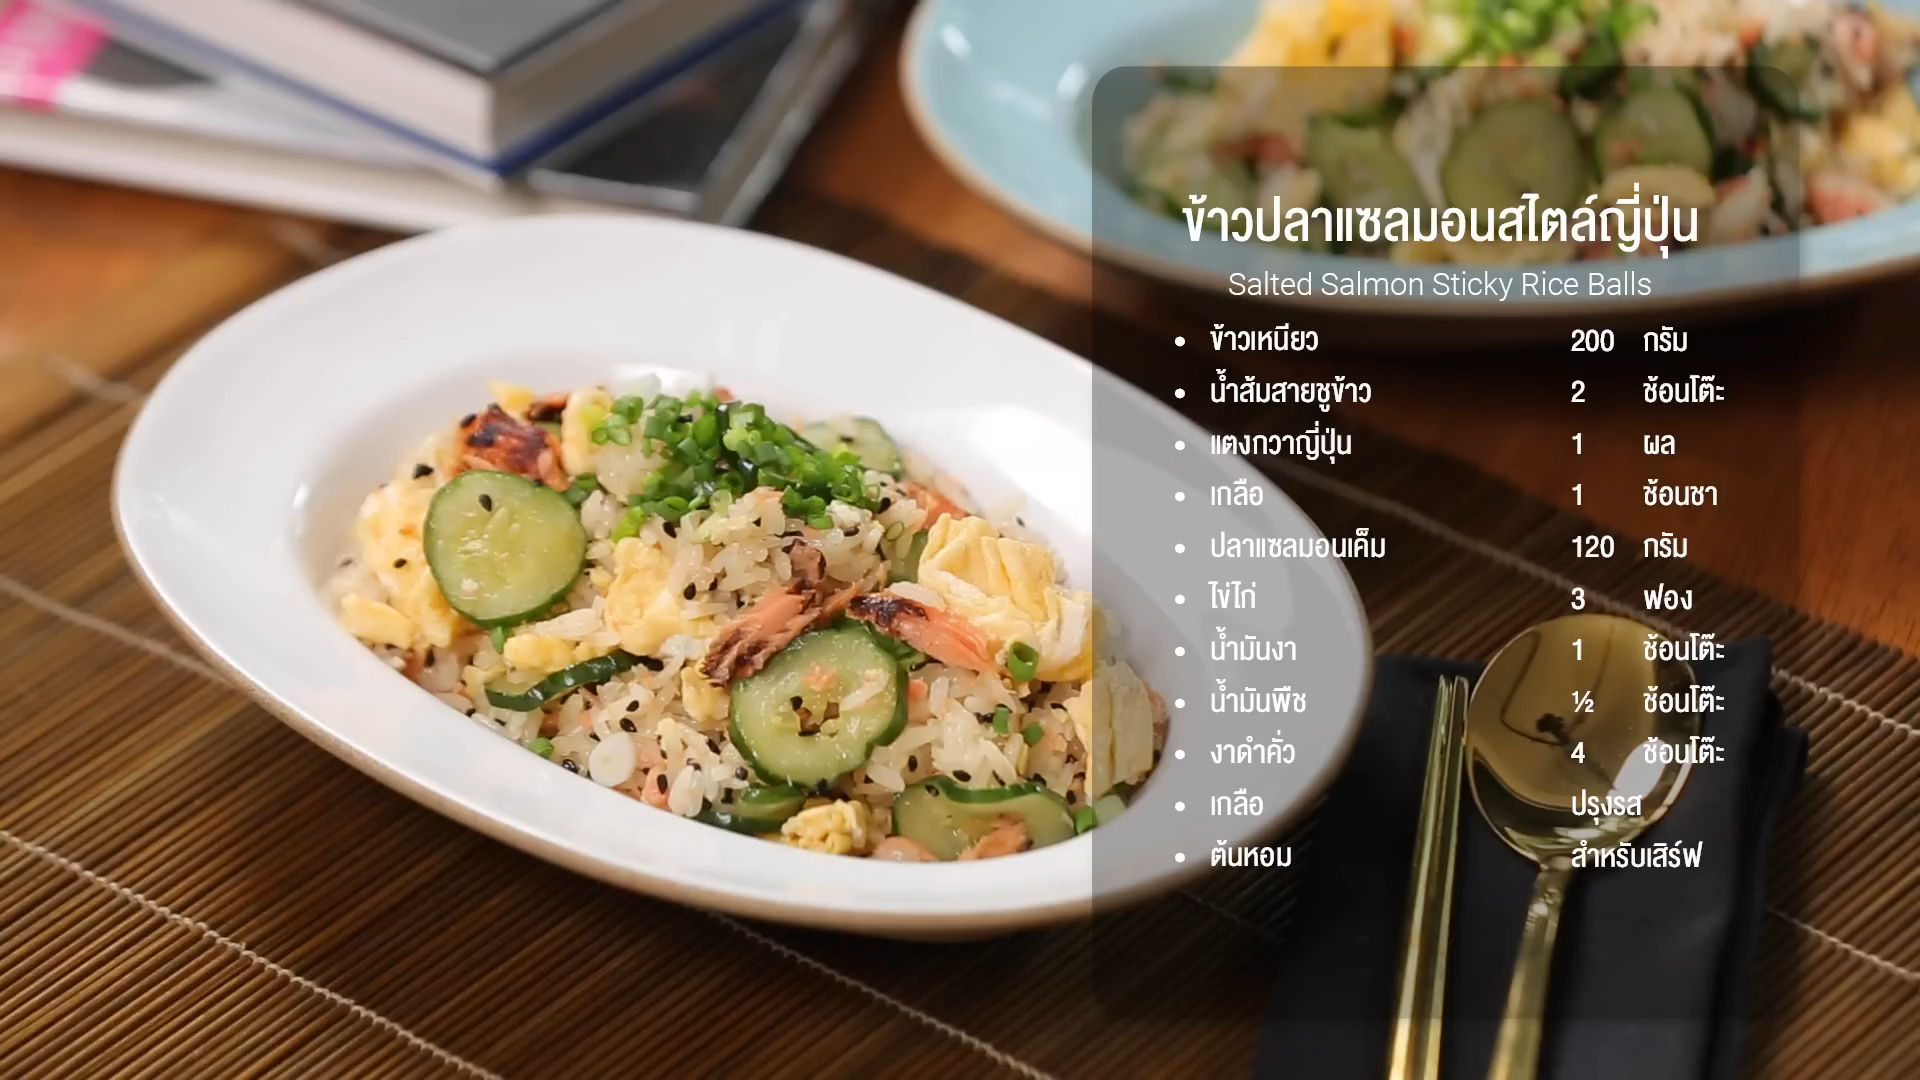 ข้าวปลาแซลมอนสไตล์ญี่ปุ่น
Salted Salmon Sticky Rice Balls
• ข้าวเหนียว 200 กรัม
• น้ำส้มสายชูข้าว 2 ช้อนโต๊ะ
• แตงกวาญี่ปุ่น 1 ผล
• เกลือ 1 ช้อนชา
• ปลาแซลมอนเค็ม 120 กรัม
• ไข่ไก่ 3 ฟอง
• น้ำมันงา 1 ช้อนโต๊ะ
• น้ำมันพืช ½ ช้อนโต๊ะ
• งาดำคั่ว 4 ช้อนโต๊ะ
• เกลือ ปรุงรส
• ต้นหอม สำหรับเสิร์ฟ